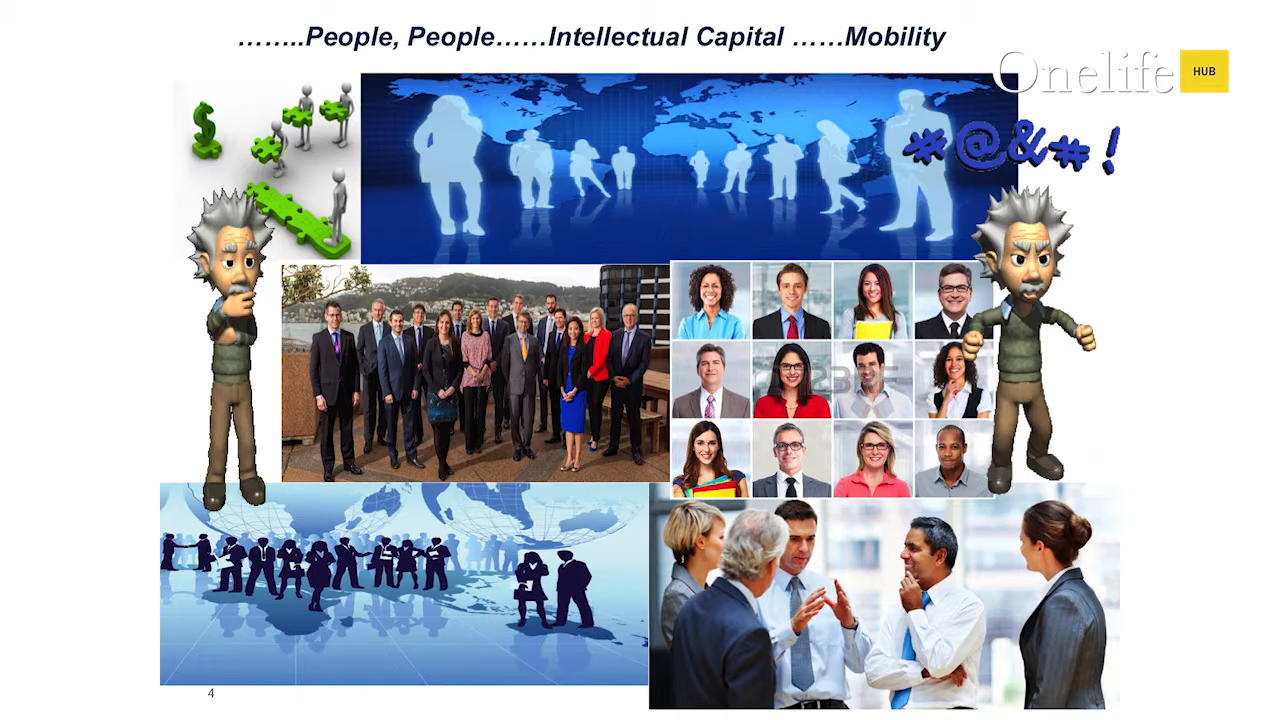 ……..People, People……Intellectual Capital ……Mobility
Onelife HUB
$
*@&*!
4